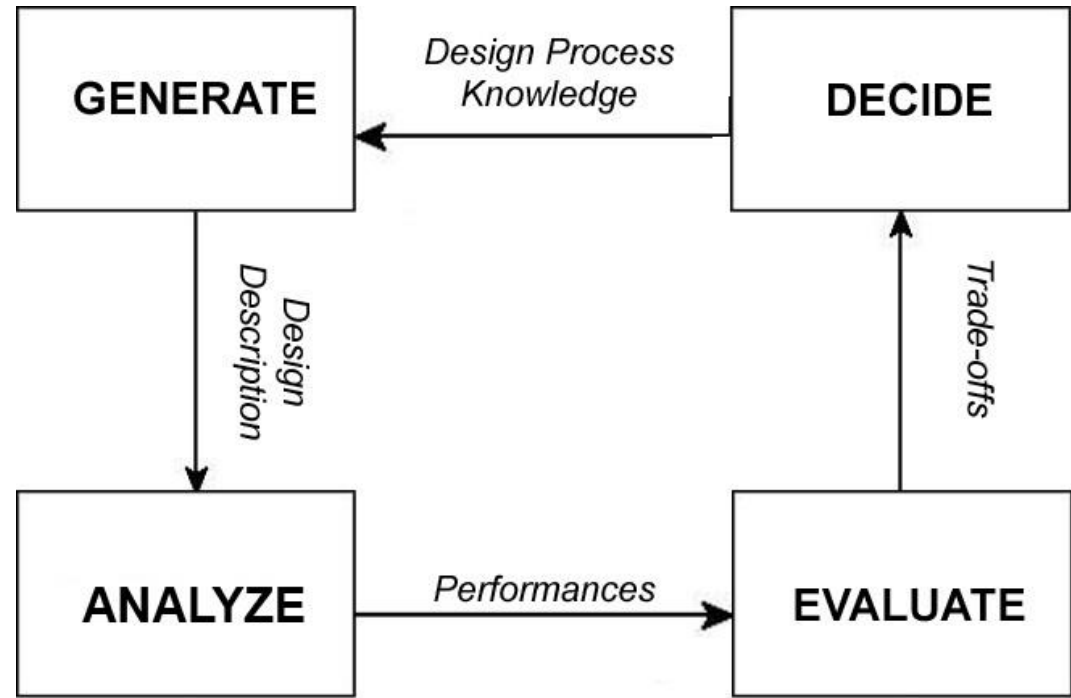 GENERATE
Design Process
Knowledge
DECIDE
Design
Description
Trade-offs
ANALYZE
Performances
EVALUATE